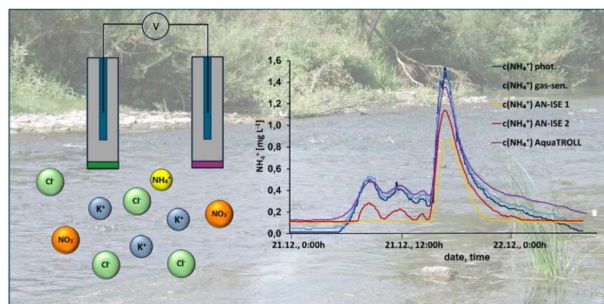 V
NH₄⁺
Cl⁻
Cl⁻
K⁺
K⁺
NO₃⁻
NO₃⁻
K⁺
Cl⁻
Cl⁻
NH₄⁺ [mg L⁻¹]
1,6
1,4
1,2
1,0
0,8
0,6
0,4
0,2
0,0
c(NH₄⁺) phot.
c(NH₄⁺) gas-sen.
c(NH₄⁺) AN-ISE 1
c(NH₄⁺) AN-ISE 2
c(NH₄⁺) AquaTROLL
21.12., 0:00h
21.12., 12:00h
22.12., 0:00h
date, time